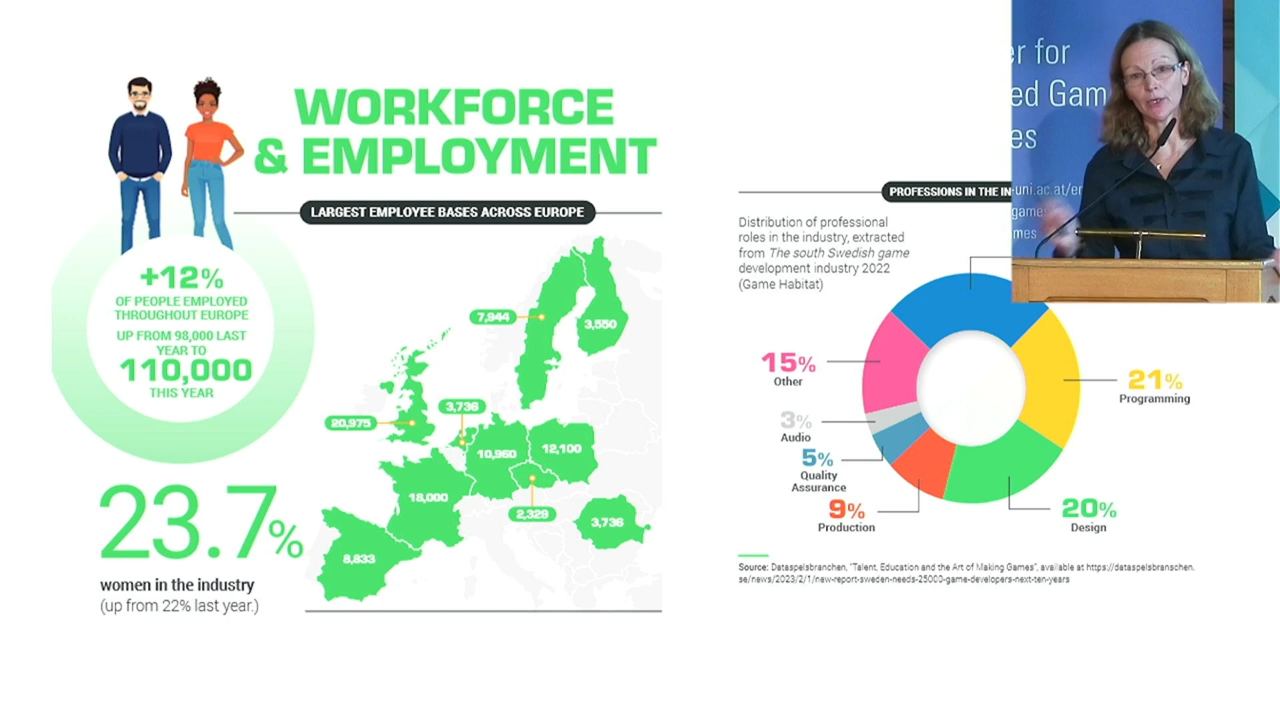 WORKFORCE
& EMPLOYMENT
LARGEST EMPLOYEE BASES ACROSS EUROPE
+12%
OF PEOPLE EMPLOYED
THROUGHOUT EUROPE
UP FROM 98,000 LAST
YEAR TO
110,000
THIS YEAR
23.7%
women in the industry
(up from 22% last year.)
7,944
3,550
20,975
3,736
10,960
12,100
18,000
2,329
3,736
8,833
PROFESSIONS IN THE IN
Distribution of professional
roles in the industry, extracted
from The south Swedish game
development industry 2022
(Game Habitat)
15%
Other
3%
Audio
5%
Quality
Assurance
9%
Production
21%
Programming
20%
Design
Source: Dataspelsbranchen, "Talent, Education and the Art of Making Games", available at https://dataspelsbranschen.
se/news/2023/2/1/new-report-sweden-needs-25000-game-developers-next-ten-years
er for
ed Gam
es
-uni.ac.at/er
games
mes